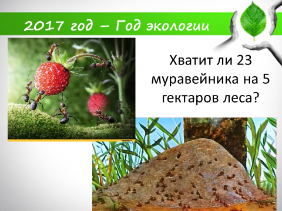 2017 год – Год экологии
Хватит ли 23
муравейника на 5
гектаров леса?